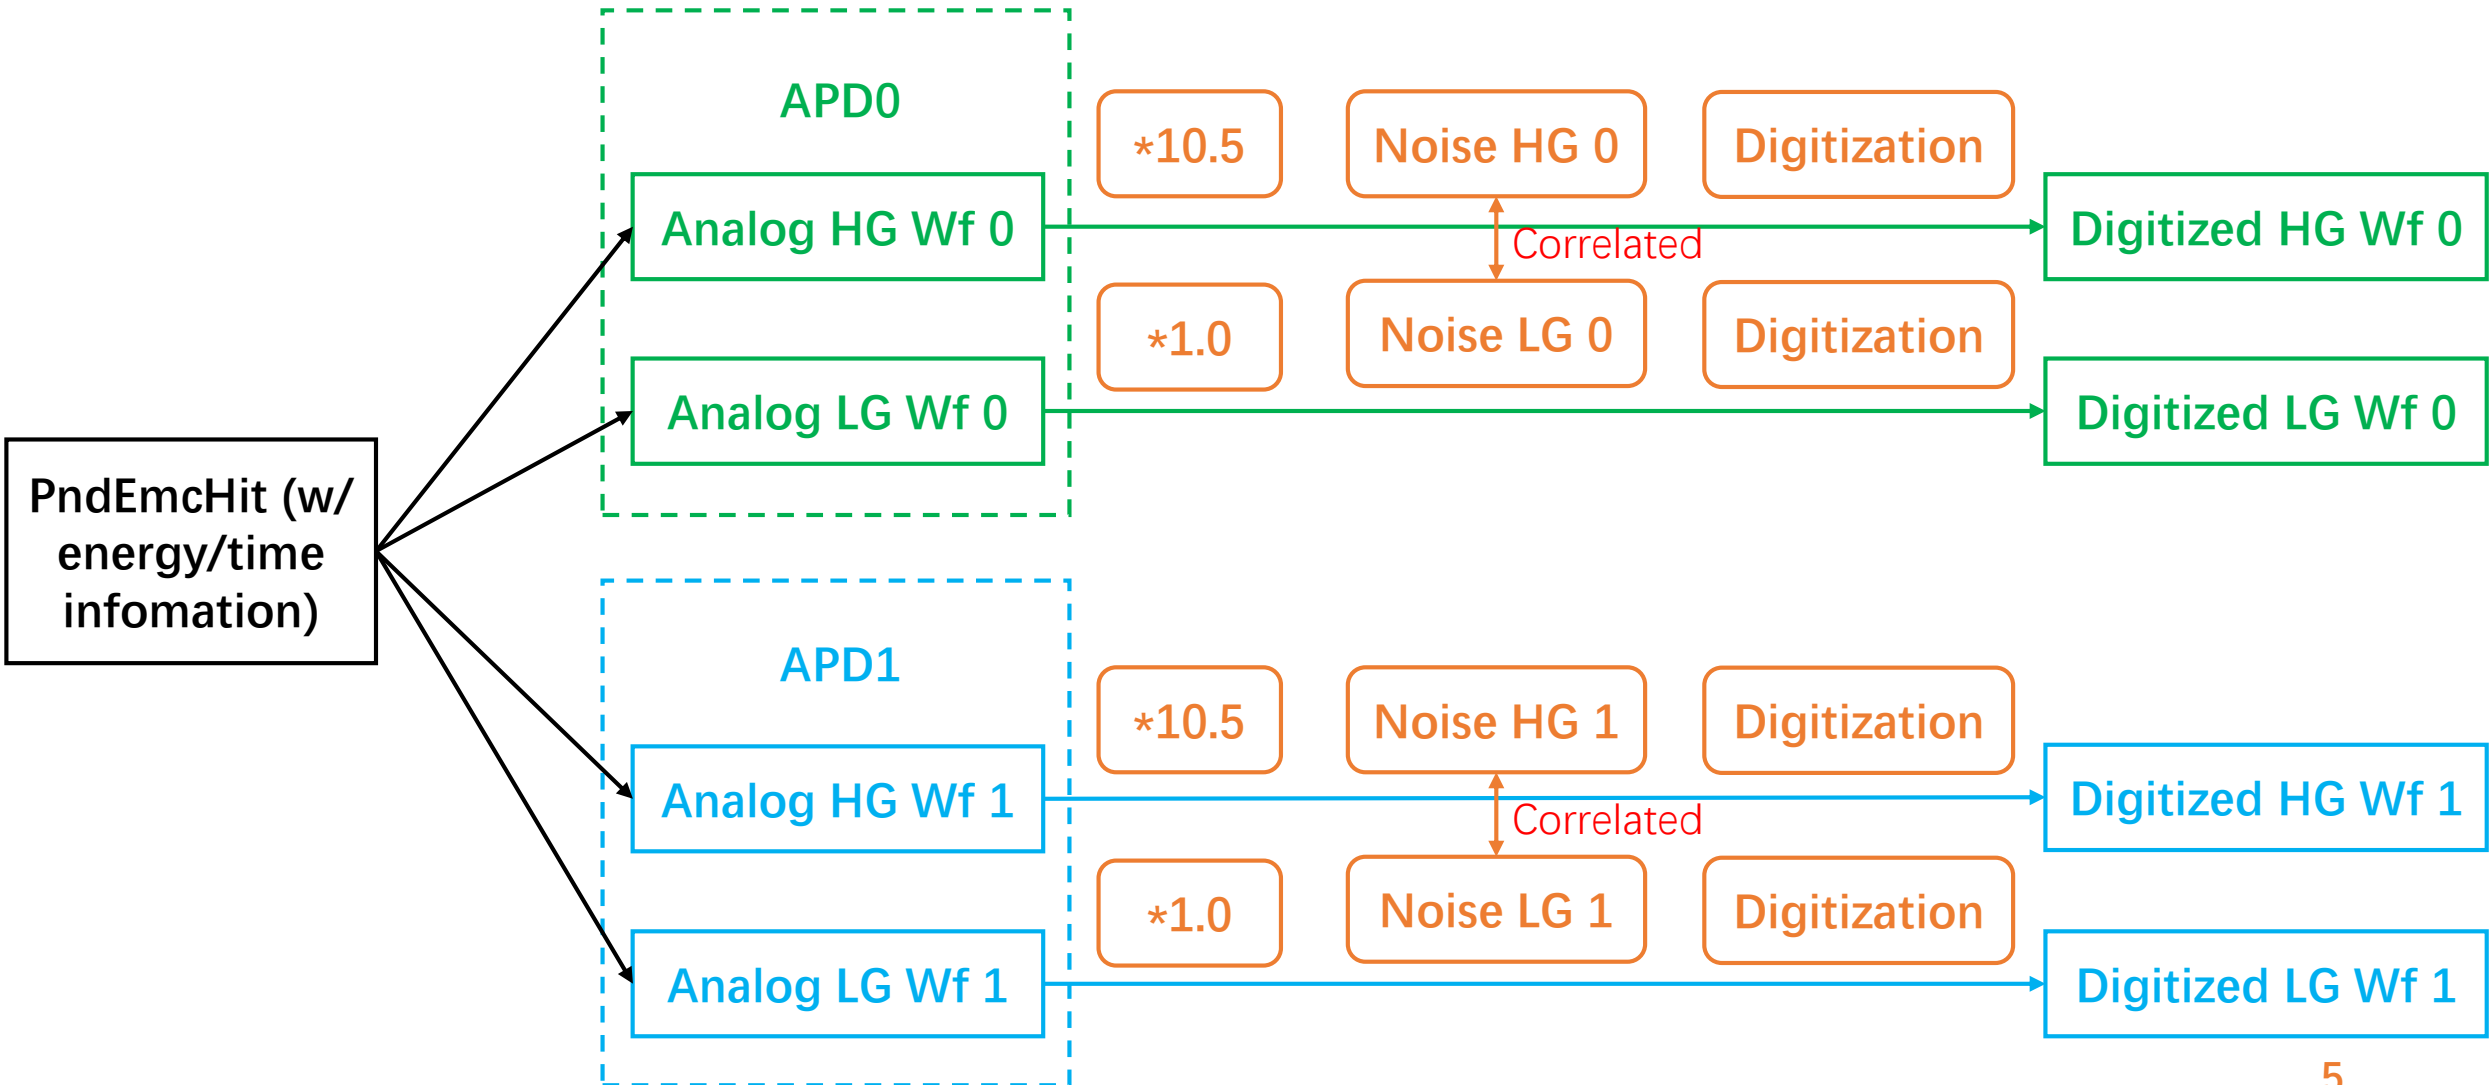 PndEmcHit (w/
energy/time
infomation)
APD0
Analog HG Wf 0
Analog LG Wf 0
*10.5
Noise HG 0
Digitization
Correlated
*1.0
Noise LG 0
Digitization
Digitized HG Wf 0
Digitized LG Wf 0
APD1
Analog HG Wf 1
Analog LG Wf 1
*10.5
Noise HG 1
Digitization
Correlated
*1.0
Noise LG 1
Digitization
Digitized HG Wf 1
Digitized LG Wf 1
5